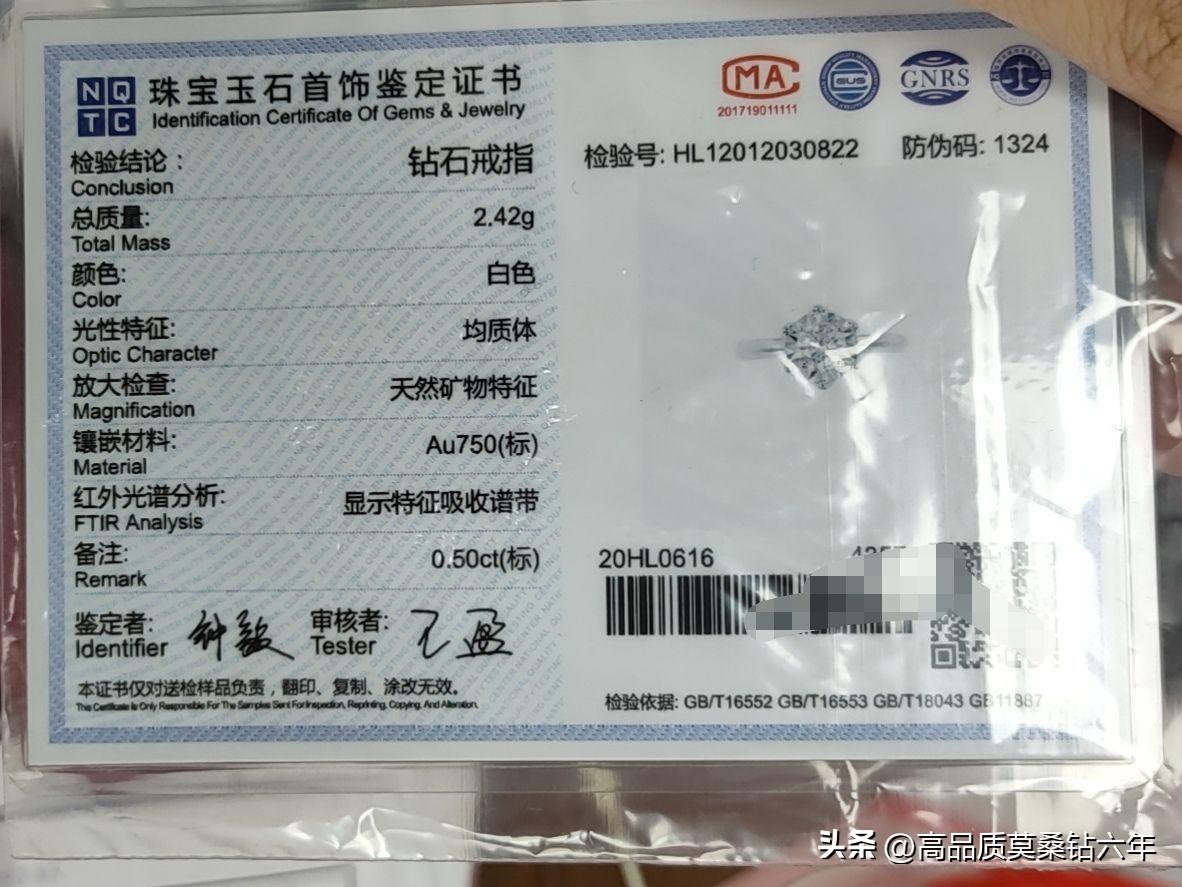 NQ
TC
珠宝玉石首饰鉴定证书
Identification Certificate Of Gems & Jewelry
MA
201719011111
GNRS
检验结论：
钻石戒指
Conclusion
总质量:
2.42g
Total Mass
颜色:
白色
Color
光性特征:
均质体
Optic Character
放大检查:
天然矿物特征
Magnification
镶嵌材料:
Au750(标)
Material
红外光谱分析:
显示特征吸收谱带
FTIR Analysis
备注:
0.50ct(标)
Remark
鉴定者:
Identifier
审核者:
Tester
本证书仅对送检样品负责，翻印、复制、涂改无效。
The Certificate Is Only Responsible For The Samples Sent For Inspection, Reprinting, Copying, And Alteration.
检验号: HL12012030822 防伪码: 1324
20HL0616
检验依据: GB/T16552 GB/T16553 GB/T18043 GB11887
头条 @高品质莫桑钻六年